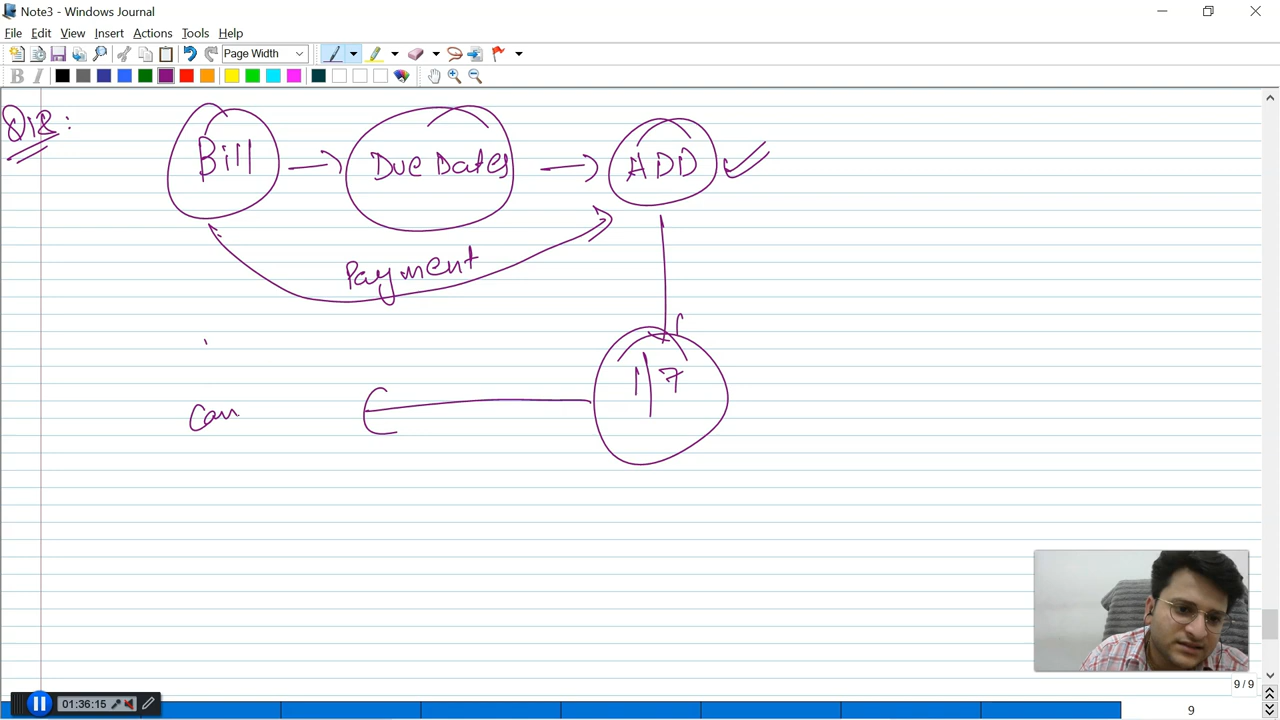 Note3 - Windows Journal
File Edit View Insert Actions Tools Help
Page Width
B I
Q18:
Bill → Due Dates → ADD ✓
Payment
1|7
Can
9/9
01:36:15
9